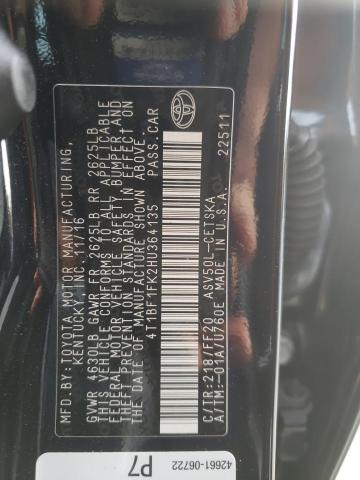 MFD.BY: TOYOTA MOTOR MANUFACTURING,
KENTUCKY, INC. 11/16
GVWR 4630LB GAWR FR 2625LB RR 2625LB
THIS VEHICLE CONFORMS TO ALL APPLICABLE
FEDERAL MOTOR VEHICLE SAFETY, BUMPER, AND
THEFT PREVENTION STANDARDS IN EFFECT ON
THE DATE OF MANUFACTURE SHOWN ABOVE.
4T1BF1FK2HU364135 PASS.CAR
C/TR:218/FF20 ASV50L-CETSKA
A/TM:-01A/U760E MADE IN U.S.A.
22511
TOYOTA
42661-06722
P7